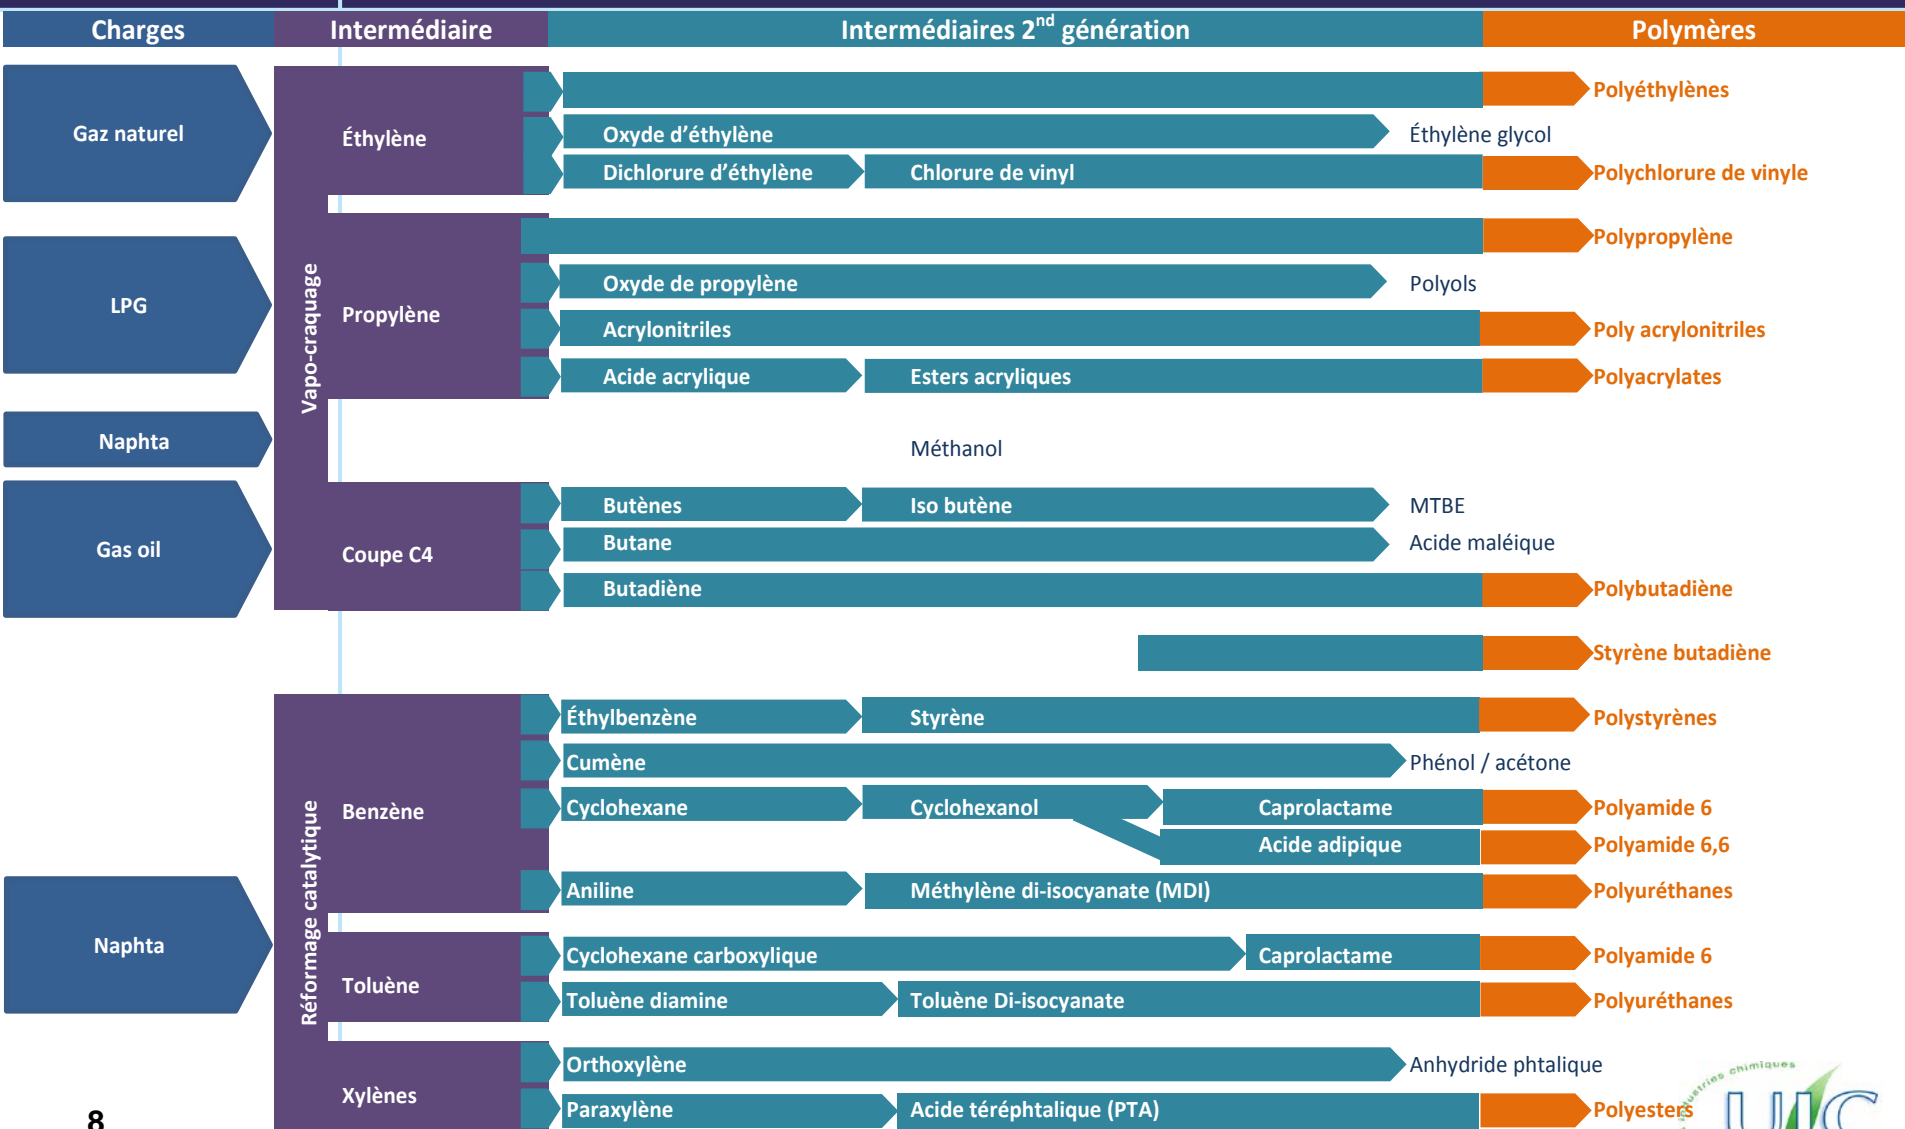 Charges Intermédiaire Intermédiaires 2nd génération Polymères
Gaz naturel
LPG
Naphta
Gas oil
Naphta
Vapo-craquage
Éthylène
Polyéthylènes
Oxyde d’éthylène Éthylène glycol
Dichlorure d’éthylène Chlorure de vinyl Polychlorure de vinyle
Propylène
Polypropylène
Oxyde de propylène Polyols
Acrylonitriles Poly acrylonitriles
Acide acrylique Esters acryliques Polyacrylates
Méthanol
Coupe C4
Butènes Iso butène MTBE
Butane Acide maléique
Butadiène Polybutadiène
Styrène butadiène
Réformage catalytique
Benzène
Éthylbenzène Styrène Polystyrènes
Cumène Phénol / acétone
Cyclohexane Cyclohexanol Caprolactame Polyamide 6
Acide adipique Polyamide 6,6
Aniline Méthylène di-isocyanate (MDI) Polyuréthanes
Toluène
Cyclohexane carboxylique Caprolactame Polyamide 6
Toluène diamine Toluène Di-isocyanate Polyuréthanes
Xylènes
Orthoxylène Anhydride phtalique
Paraxylène Acide téréphtalique (PTA) Polyesters
8
industries chimiques
UIC